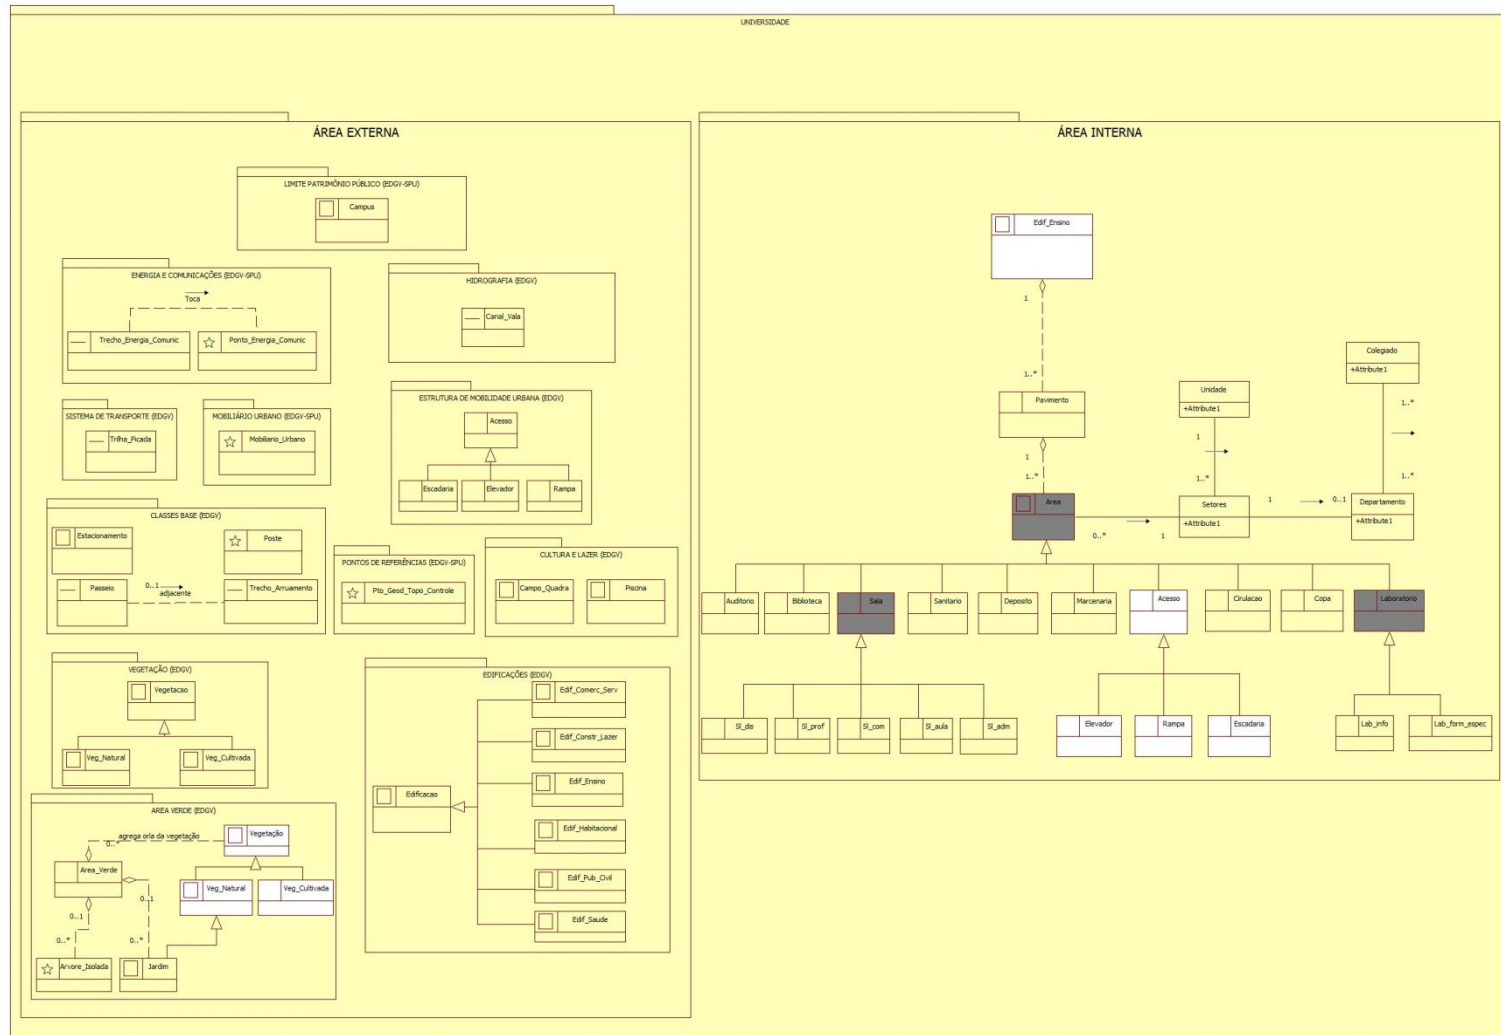 UNIVERSIDADE
ÁREA EXTERNA
LIMITE PATRIMÔNIO PÚBLICO (EDGV-SPU)
Campus
ENERGIA E COMUNICAÇÕES (EDGV-SPU)
Toca
Trecho_Energia_Comunic
Ponto_Energia_Comunic
HIDROGRAFIA (EDGV)
Canal_Vala
SISTEMA DE TRANSPORTE (EDGV)
Trilha_Picada
MOBILIÁRIO URBANO (EDGV-SPU)
Mobiliario_Urbano
ESTRUTURA DE MOBILIDADE URBANA (EDGV)
Acesso
Escadaria
Elevador
Rampa
CLASSES BASE (EDGV)
Estacionamento
Poste
Passeio
0..1
adjacente
Trecho_Arruamento
PONTOS DE REFERÊNCIAS (EDGV-SPU)
Pto_Geod_Topo_Controle
CULTURA E LAZER (EDGV)
Campo_Quadra
Piscina
VEGETAÇÃO (EDGV)
Vegetacao
Veg_Natural
Veg_Cultivada
EDIFICAÇÕES (EDGV)
Edif_Comerc_Serv
Edif_Constr_Lazer
Edif_Ensino
Edificacao
Edif_Habitacional
Edif_Pub_Civil
Edif_Saude
AREA VERDE (EDGV)
agrega orla da vegetação
0..*
Vegetação
Area_Verde
Veg_Natural
Veg_Cultivada
0..1
0..1
0..*
0..*
Arvore_Isolada
Jardim
ÁREA INTERNA
Edif_Ensino
1
1..*
Pavimento
1
1..*
Area
0..*
1
Unidade
+Attribute1
1
1..*
Setores
+Attribute1
1
0..1
Colegiado
+Attribute1
1..*
1..*
Departamento
+Attribute1
Auditorio
Biblioteca
Sala
Sanitario
Deposito
Marcenaria
Acesso
Cirulacao
Copa
Laboratorio
Sl_dis
Sl_prof
Sl_com
Sl_aula
Sl_adm
Elevador
Rampa
Escadaria
Lab_info
Lab_form_espec